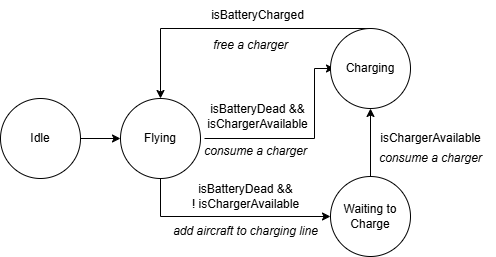 isBatteryCharged
free a charger
Charging
isBatteryDead &&
isChargerAvailable
consume a charger
Idle
Flying
isChargerAvailable
consume a charger
isBatteryDead &&
! isChargerAvailable
add aircraft to charging line
Waiting to
Charge